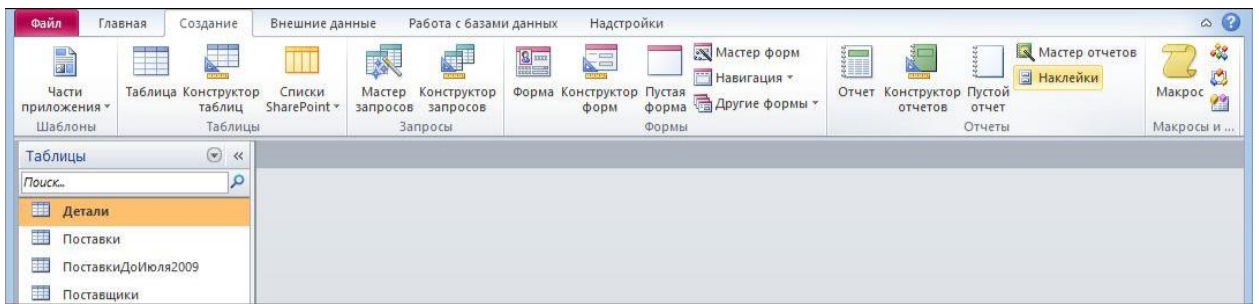 Файл Главная Создание Внешние данные Работа с базами данных Надстройки
Части приложения
Шаблоны
Таблица
Конструктор таблиц
Списки SharePoint
Таблицы
Мастер запросов
Конструктор запросов
Запросы
Форма
Конструктор форм
Пустая форма
Мастер форм
Навигация
Другие формы
Формы
Отчет
Конструктор отчетов
Пустой отчет
Мастер отчетов
Наклейки
Отчеты
Макрос
Макросы и ...
Таблицы
Поиск...
Детали
Поставки
ПоставкиДоИюля2009
Поставщики